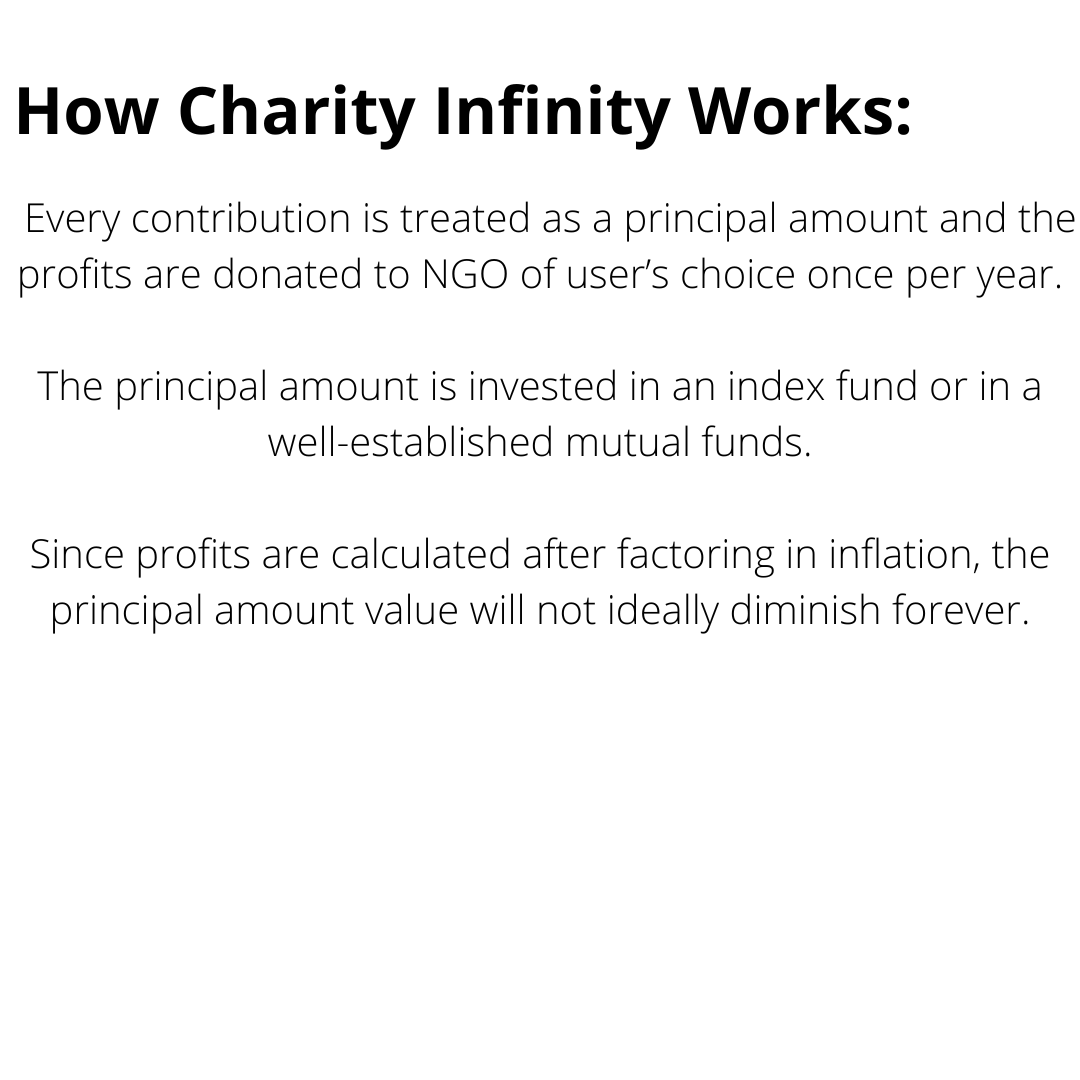 How Charity Infinity Works:
Every contribution is treated as a principal amount and the
profits are donated to NGO of user’s choice once per year.
The principal amount is invested in an index fund or in a
well-established mutual funds.
Since profits are calculated after factoring in inflation, the
principal amount value will not ideally diminish forever.